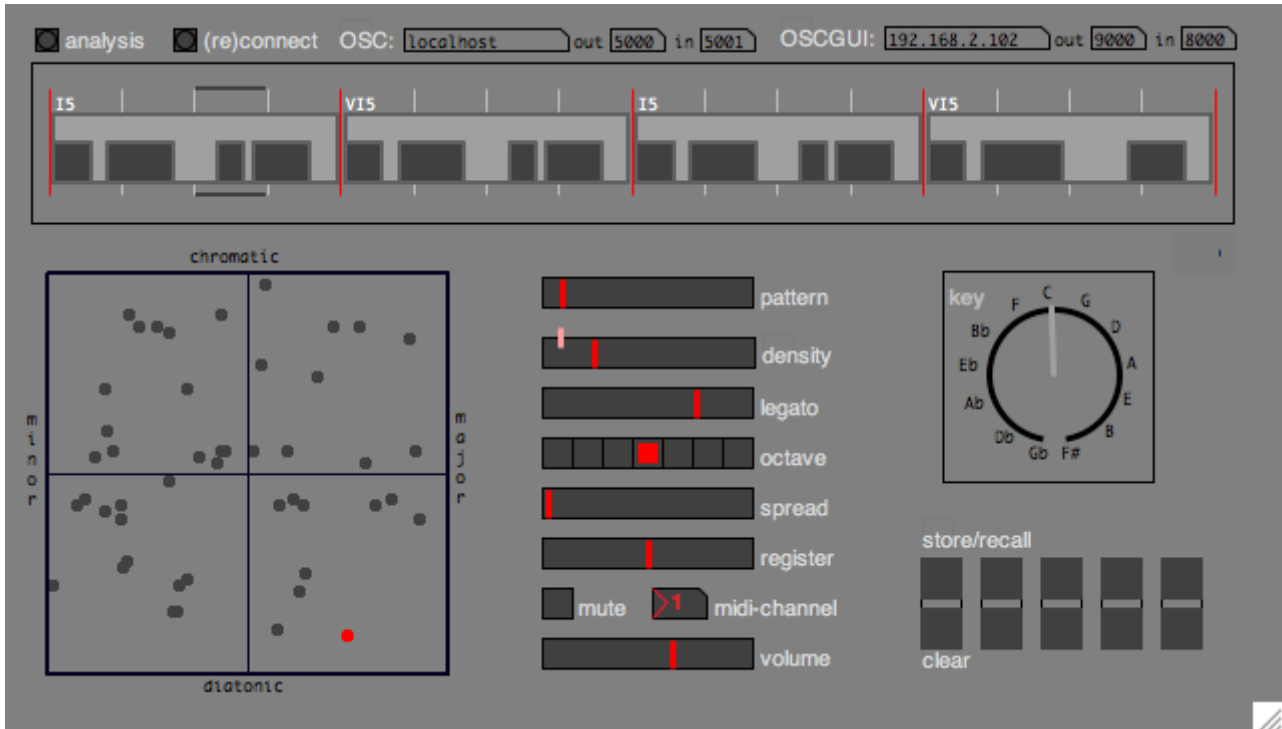 analysis (re)connect OSC: localhost out 5000 in 5001 OSCGUI: 192.168.2.102 out 9000 in 8000
I5 VI5 I5 VI5
chromatic
minor
major
diatonic
pattern
density
legato
octave
spread
register
mute >1 midi-channel
volume
key
C
F G
Bb D
Eb A
Ab E
Db B
Gb F#
store/recall
clear